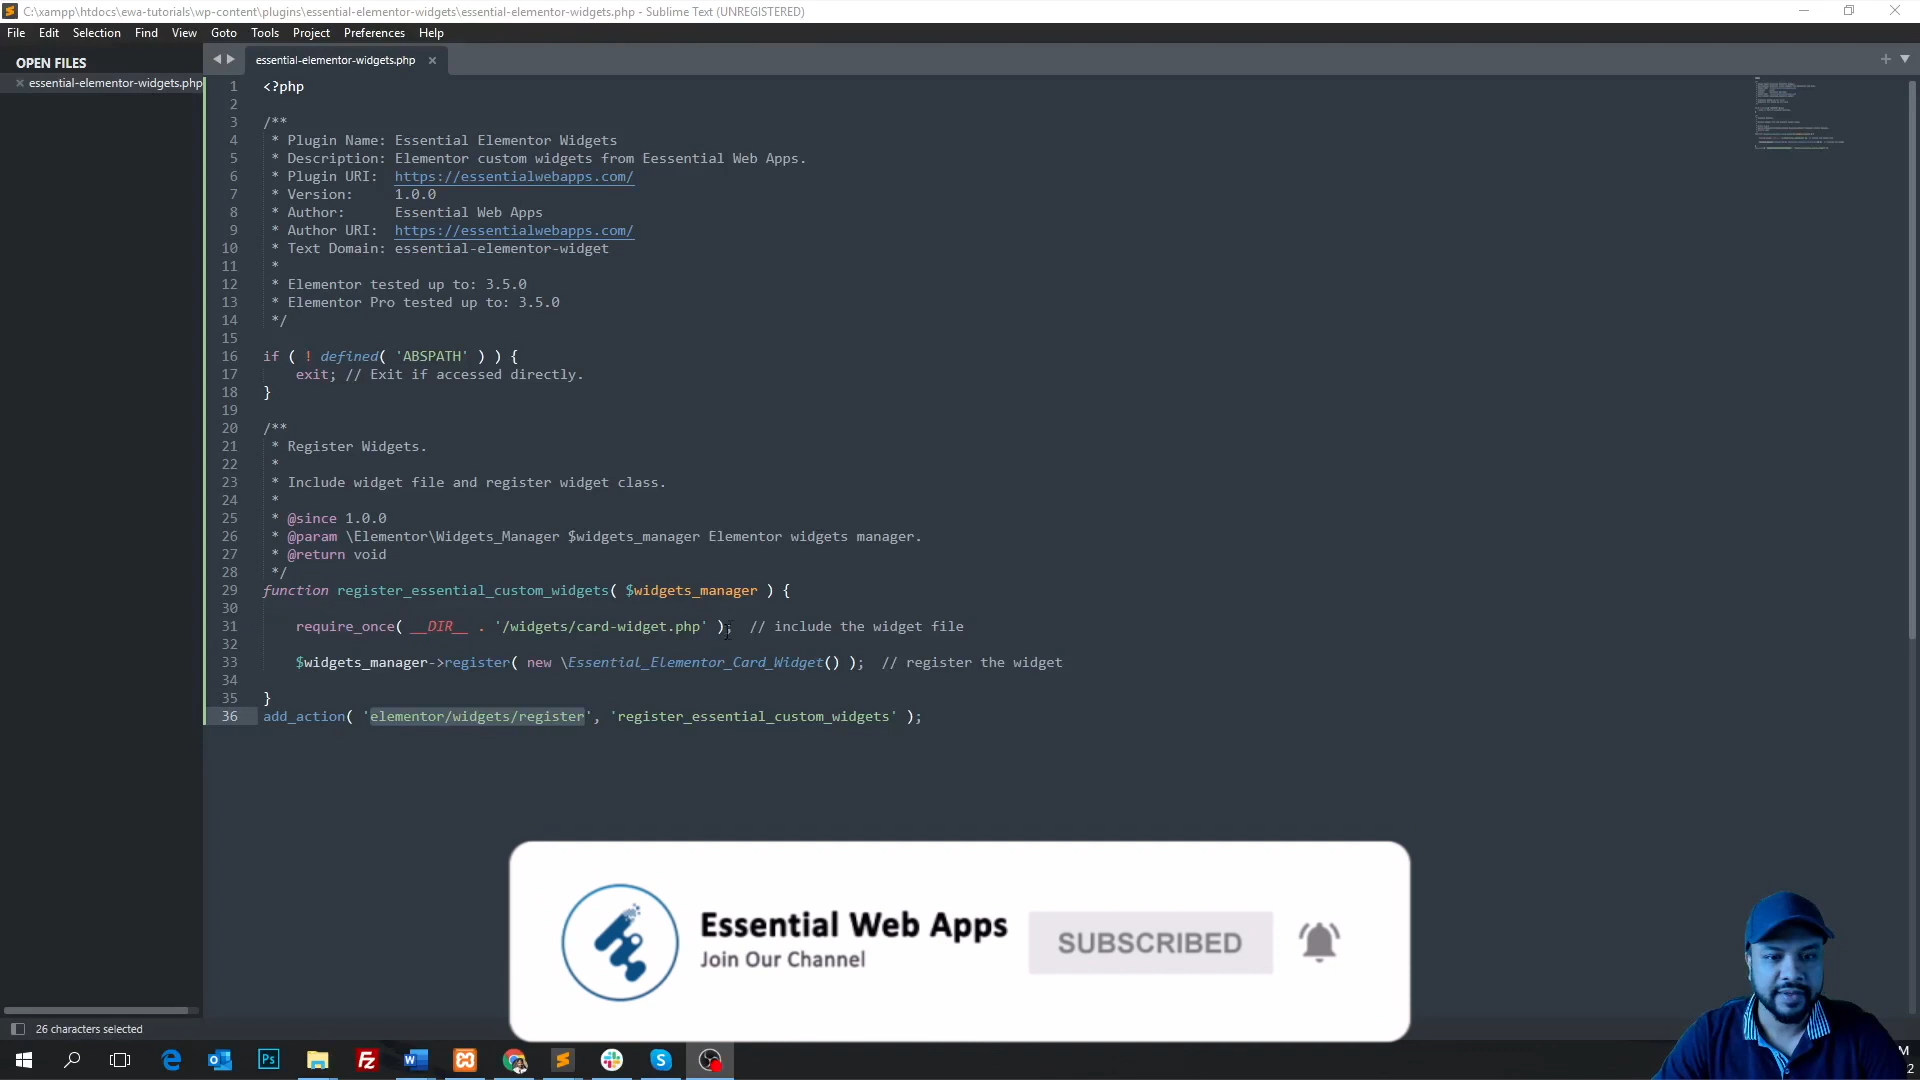 C:\xampp\htdocs\ewa-tutorials\wp-content\plugins\essential-elementor-widgets\essential-elementor-widgets.php - Sublime Text (UNREGISTERED)
File Edit Selection Find View Goto Tools Project Preferences Help
OPEN FILES
essential-elementor-widgets.php
essential-elementor-widgets.php
1 <?php
2
3 /**
4 * Plugin Name: Essential Elementor Widgets
5 * Description: Elementor custom widgets from Eessential Web Apps.
6 * Plugin URI: https://essentialwebapps.com/
7 * Version: 1.0.0
8 * Author: Essential Web Apps
9 * Author URI: https://essentialwebapps.com/
10 * Text Domain: essential-elementor-widget
11 *
12 * Elementor tested up to: 3.5.0
13 * Elementor Pro tested up to: 3.5.0
14 */
15
16 if ( ! defined( 'ABSPATH' ) ) {
17 exit; // Exit if accessed directly.
18 }
19
20 /**
21 * Register Widgets.
22 *
23 * Include widget file and register widget class.
24 *
25 * @since 1.0.0
26 * @param \Elementor\Widgets_Manager $widgets_manager Elementor widgets manager.
27 * @return void
28 */
29 function register_essential_custom_widgets( $widgets_manager ) {
30
31 require_once( __DIR__ . '/widgets/card-widget.php' ); // include the widget file
32
33 $widgets_manager->register( new \Essential_Elementor_Card_Widget() ); // register the widget
34
35 }
36 add_action( 'elementor/widgets/register', 'register_essential_custom_widgets' );
Essential Web Apps
Join Our Channel
SUBSCRIBED
26 characters selected